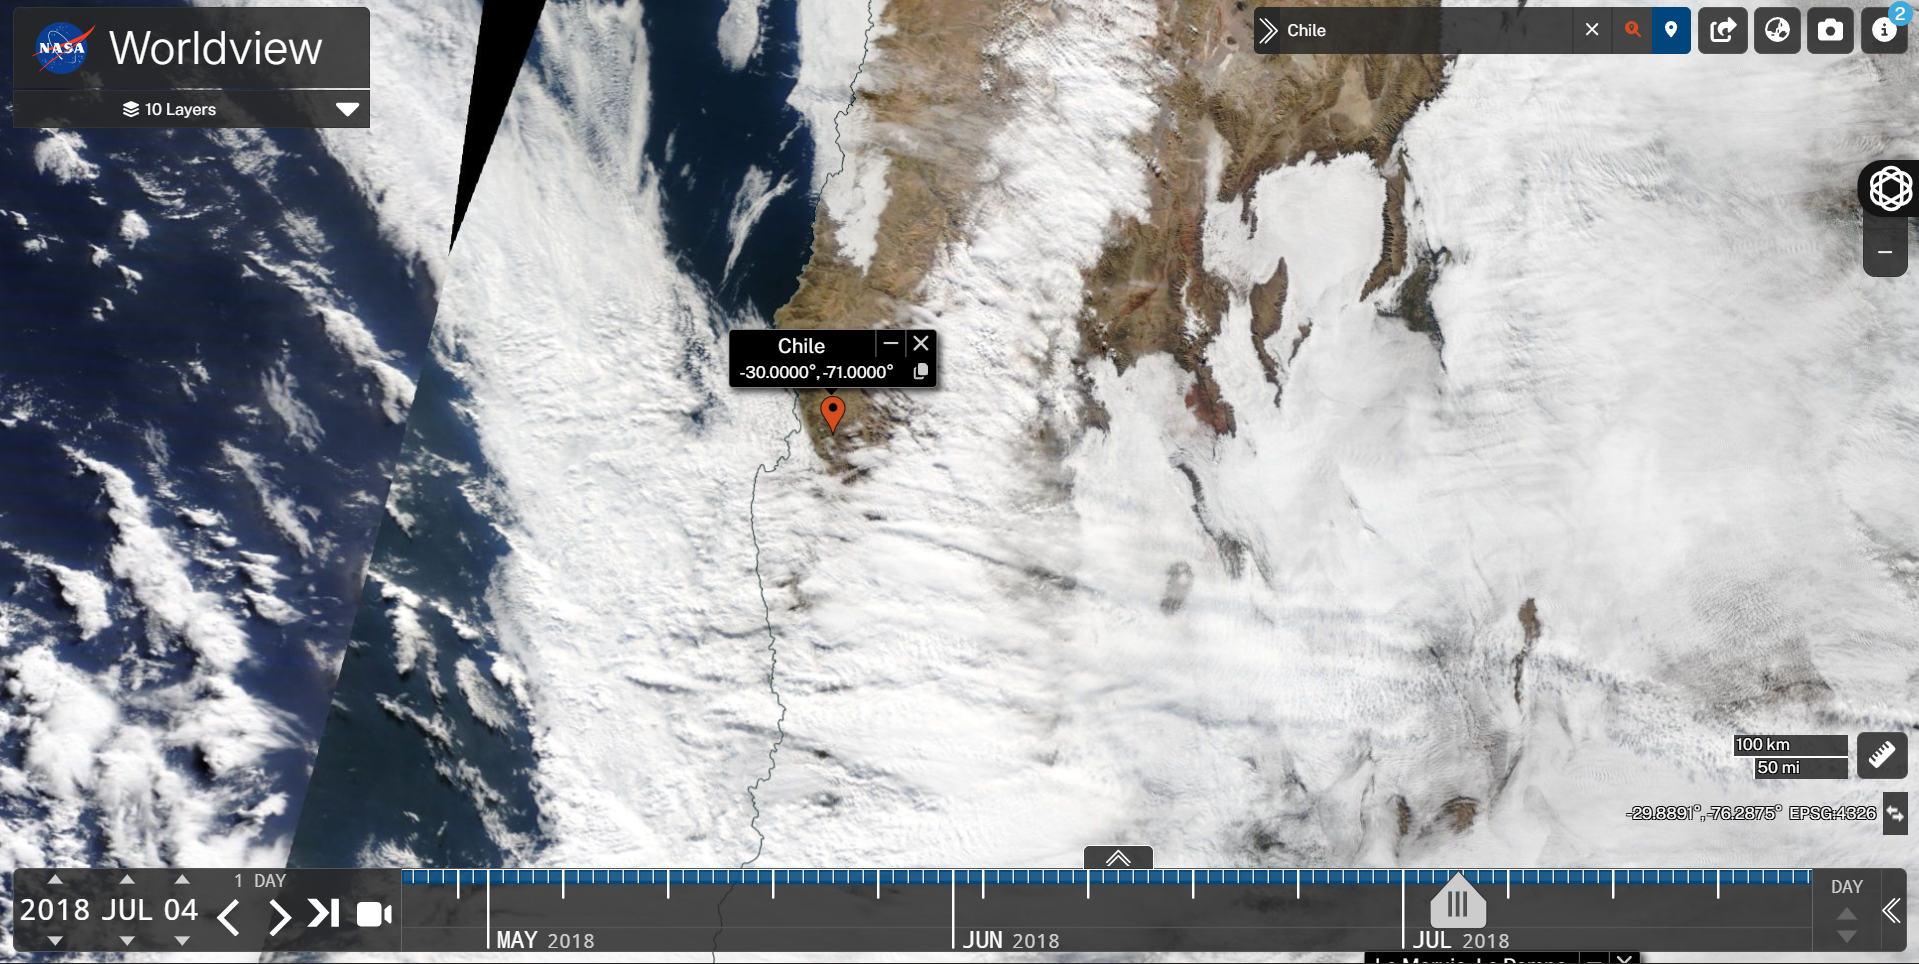 NASA Worldview
10 Layers
Chile
2
Chile
-30.0000°, -71.0000°
100 km
50 mi
-29.8891°, -76.2875° EPSG:4326
1 DAY
2018 JUL 04
DAY
MAY 2018
JUN 2018
JUL 2018